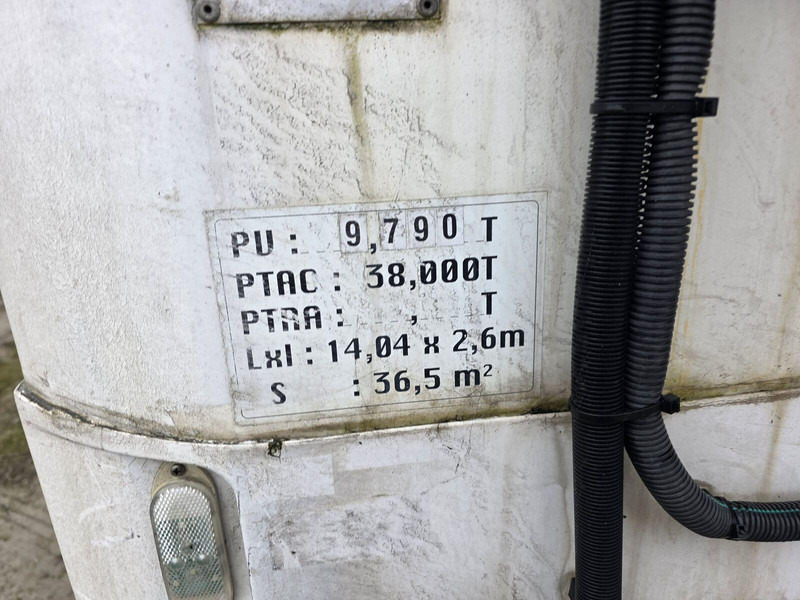 PU : 9,790 T
PTAC : 38,000T
PTRA : , T
Lxl : 14,04 x 2,6m
S : 36,5 m²